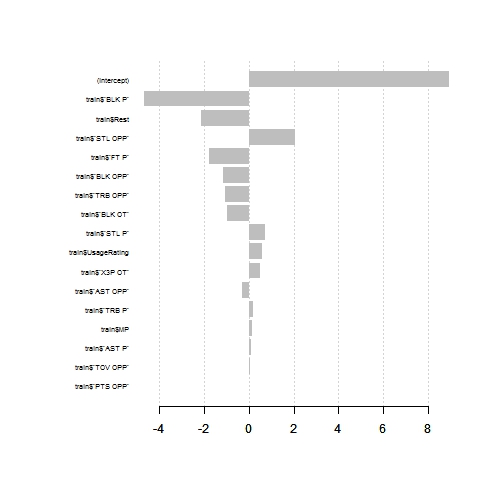 (Intercept)
train$`BLK P`
train$Rest
train$`STL OPP`
train$`FT P`
train$`BLK OPP`
train$`TRB OPP`
train$`BLK OT`
train$`STL P`
train$UsageRating
train$`X3P OT`
train$`AST OPP`
train$`TRB P`
train$MP
train$`AST P`
train$`TOV OPP`
train$`PTS OPP`
-4 -2 0 2 4 6 8